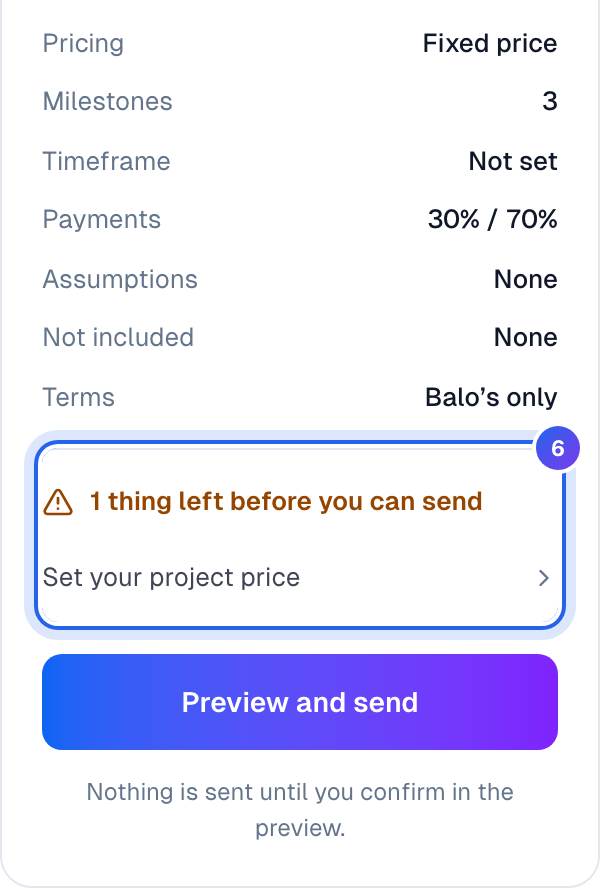 Pricing Fixed price
Milestones 3
Timeframe Not set
Payments 30% / 70%
Assumptions None
Not included None
Terms Balo’s only
6
1 thing left before you can send
Set your project price
Preview and send
Nothing is sent until you confirm in the
preview.